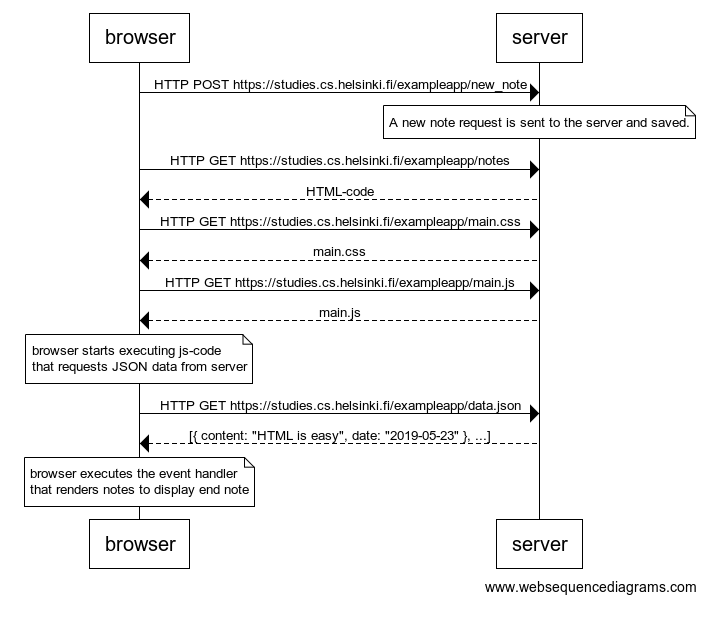 browser
server
HTTP POST https://studies.cs.helsinki.fi/exampleapp/new_note
A new note request is sent to the server and saved.
HTTP GET https://studies.cs.helsinki.fi/exampleapp/notes
HTML-code
HTTP GET https://studies.cs.helsinki.fi/exampleapp/main.css
main.css
HTTP GET https://studies.cs.helsinki.fi/exampleapp/main.js
main.js
browser starts executing js-code
that requests JSON data from server
HTTP GET https://studies.cs.helsinki.fi/exampleapp/data.json
[{ content: "HTML is easy", date: "2019-05-23" }, ...]
browser executes the event handler
that renders notes to display end note
browser
server
www.websequencediagrams.com